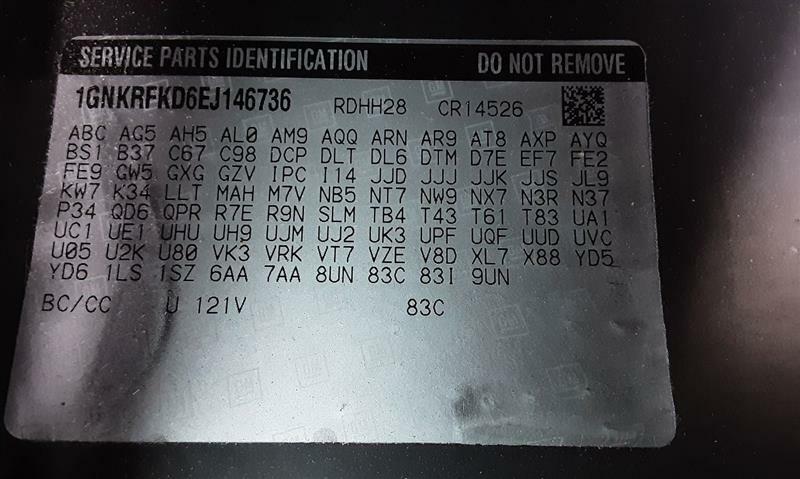 SERVICE PARTS IDENTIFICATION DO NOT REMOVE
1GNKRFKD6EJ146736 RDHH28 CR14526
ABC AG5 AH5 AL0 AM9 AQQ ARN AR9 AT8 AXP AYQ
BS1 B37 C67 C98 DCP DLT DL6 DTM D7E EF7 FE2
FE9 GW5 GXG GZV IPC I14 JJD JJJ JJK JJS JL9
KW7 K34 LLT MAH M7V NB5 NT7 NW9 NX7 N3R N37
P34 QD6 QPR R7E R9N SLM TB4 T43 T61 T83 UA1
UC1 UE1 UHU UH9 UJM UJ2 UK3 UPF UQF UUD UVC
U05 U2K U80 VK3 VRK VT7 VZE V8D XL7 X88 YD5
YD6 1LS 1SZ 6AA 7AA 8UN 83C 83I 9UN
BC/CC U 121V 83C